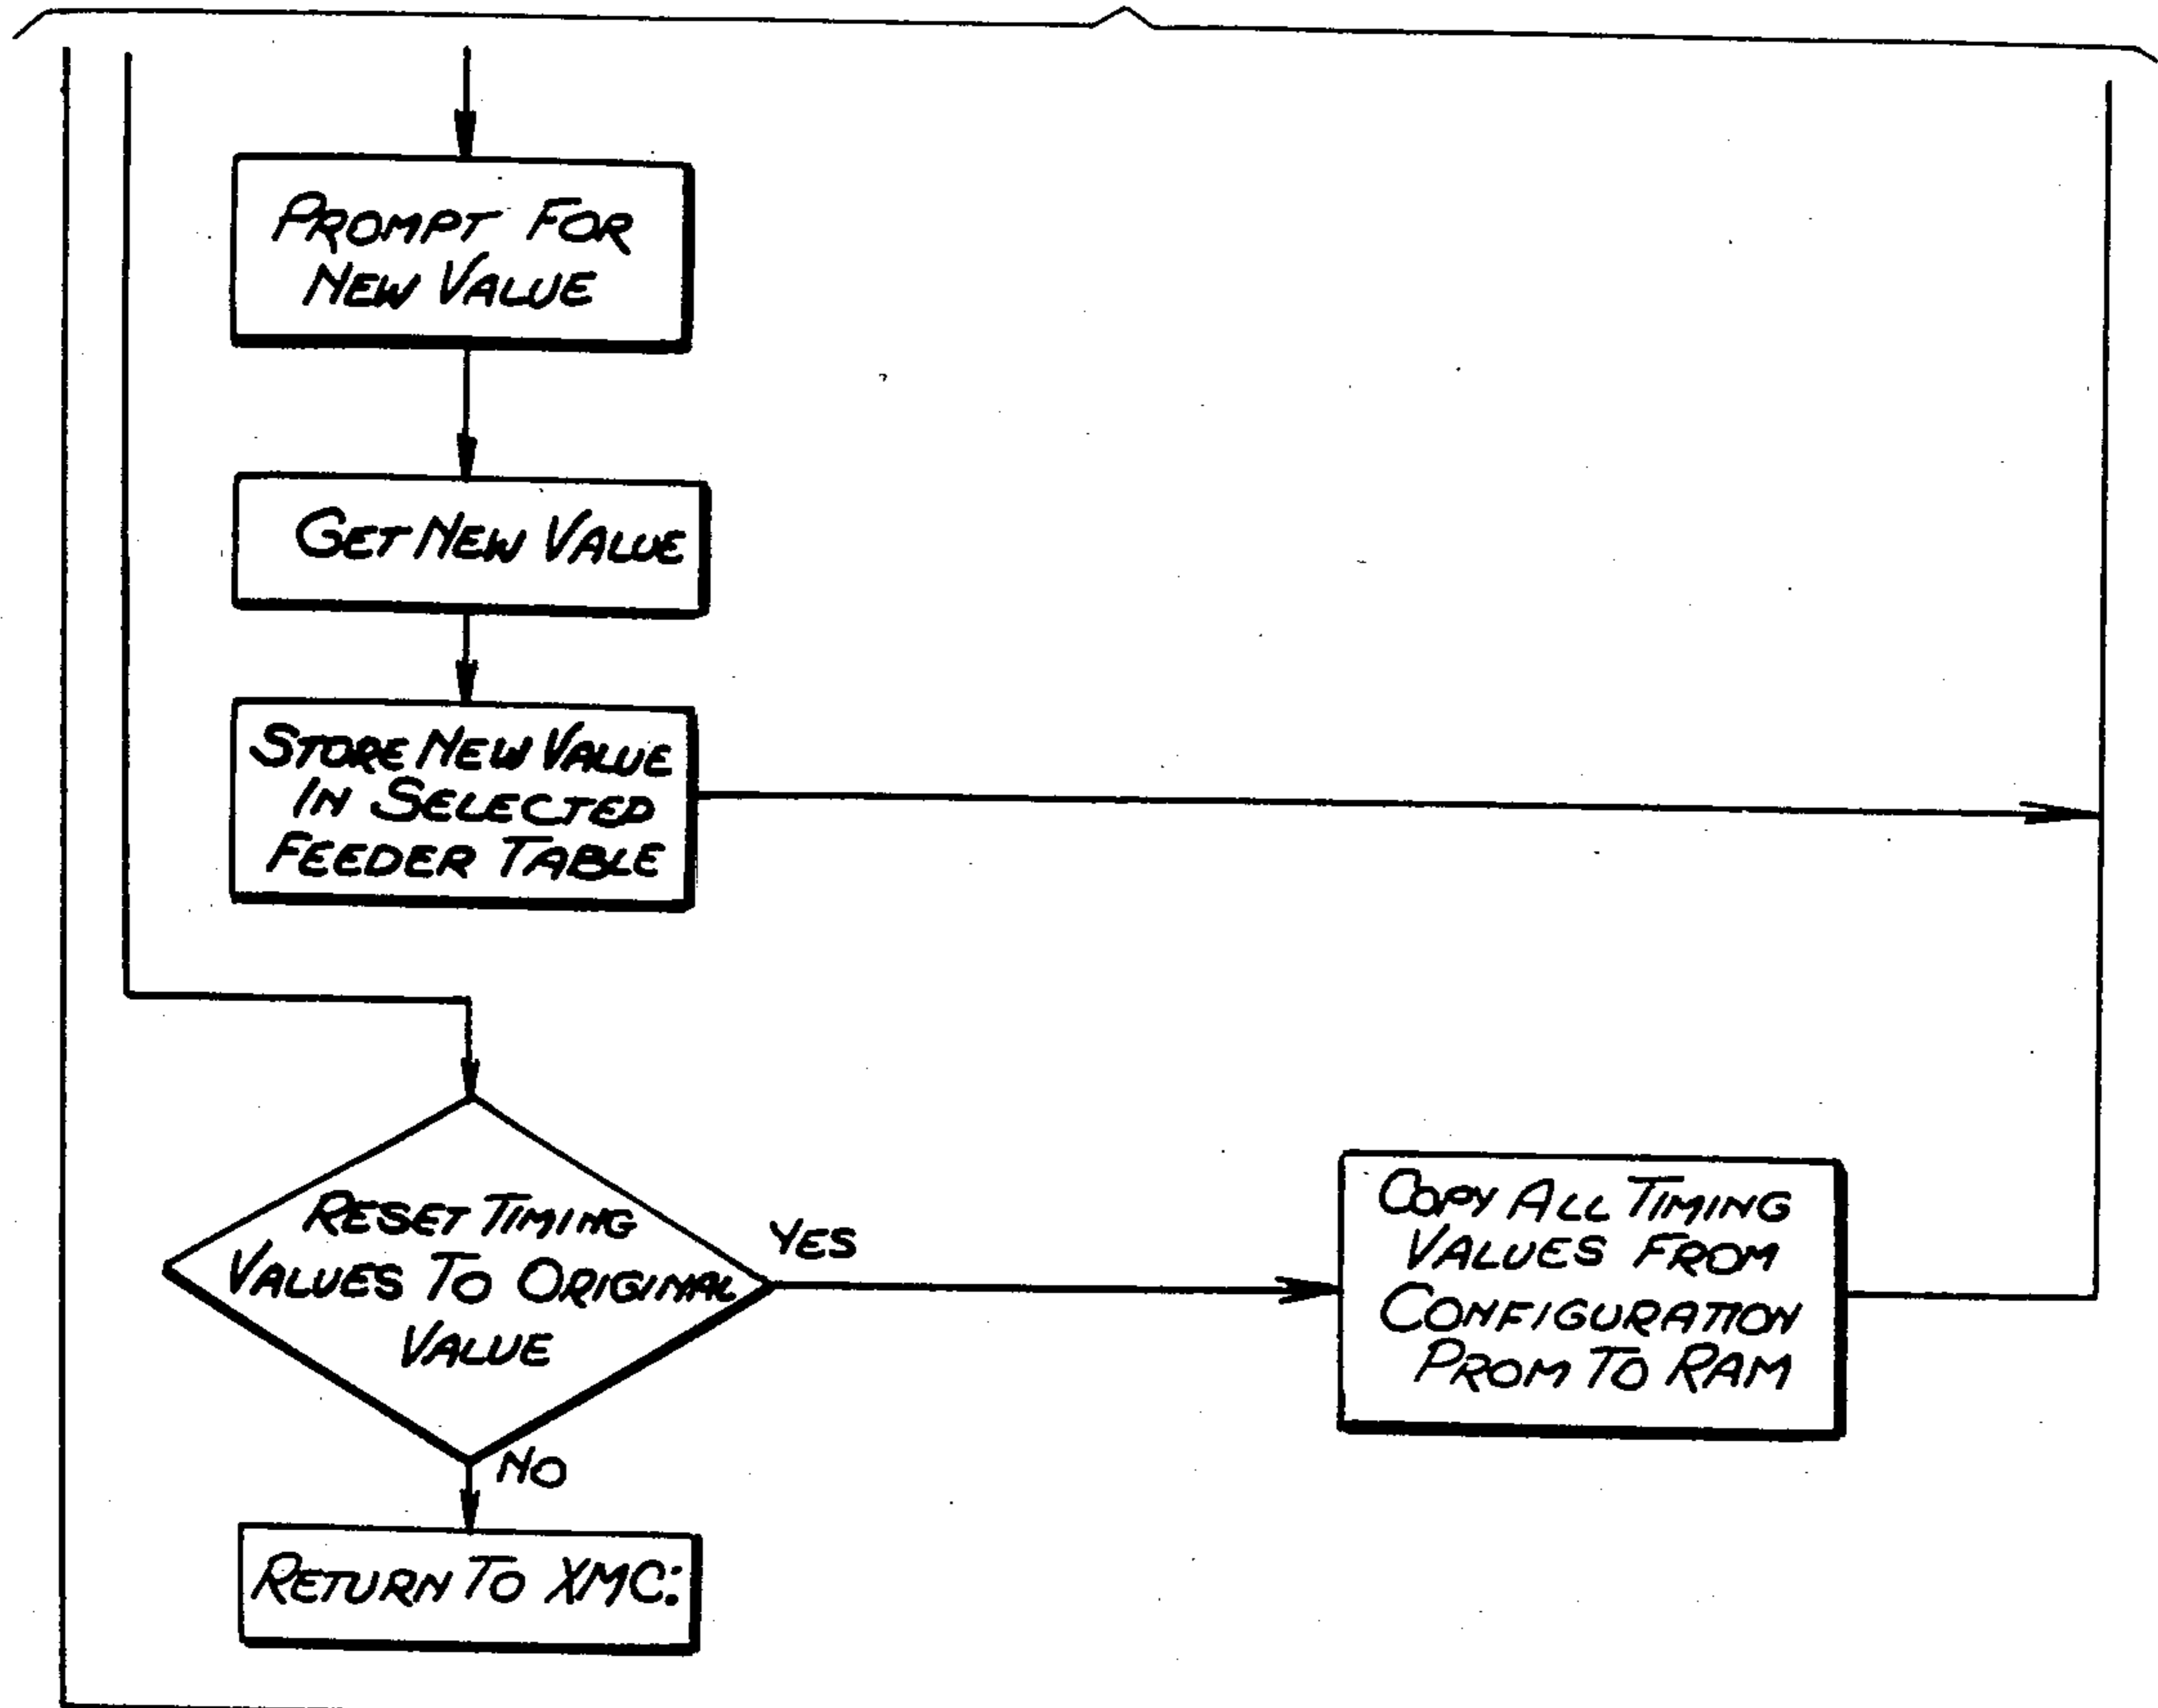 PROMPT FOR
NEW VALUE
GET NEW VALUE
STORE NEW VALUE
IN SELECTED
FEEDER TABLE
RESET TIMING
VALUES TO ORIGINAL
VALUE
YES
NO
COPY ALL TIMING
VALUES FROM
CONFIGURATION
PROM TO RAM
RETURN TO XMC: